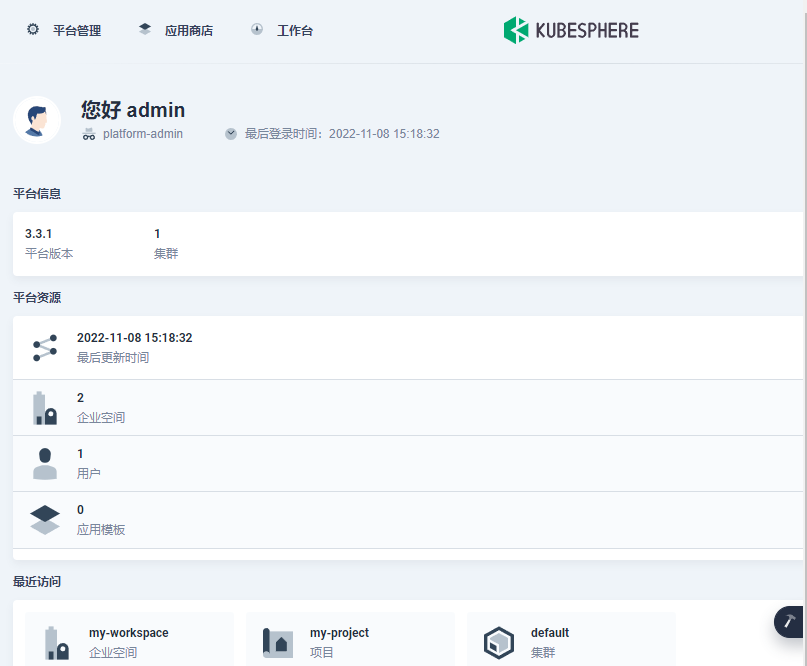 平台管理 应用商店 工作台 KUBESPHERE
您好 admin
platform-admin 最后登录时间：2022-11-08 15:18:32
平台信息
3.3.1 1
平台版本 集群
平台资源
2022-11-08 15:18:32
最后更新时间
2
企业空间
1
用户
0
应用模板
最近访问
my-workspace my-project default
企业空间 项目 集群